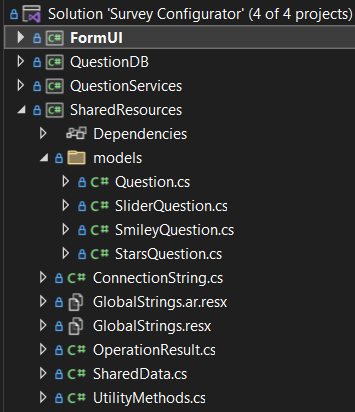 Solution 'Survey Configurator' (4 of 4 projects)
C# FormUI
C# QuestionDB
C# QuestionServices
C# SharedResources
Dependencies
models
C# Question.cs
C# SliderQuestion.cs
C# SmileyQuestion.cs
C# StarsQuestion.cs
C# ConnectionString.cs
GlobalStrings.ar.resx
GlobalStrings.resx
C# OperationResult.cs
C# SharedData.cs
C# UtilityMethods.cs